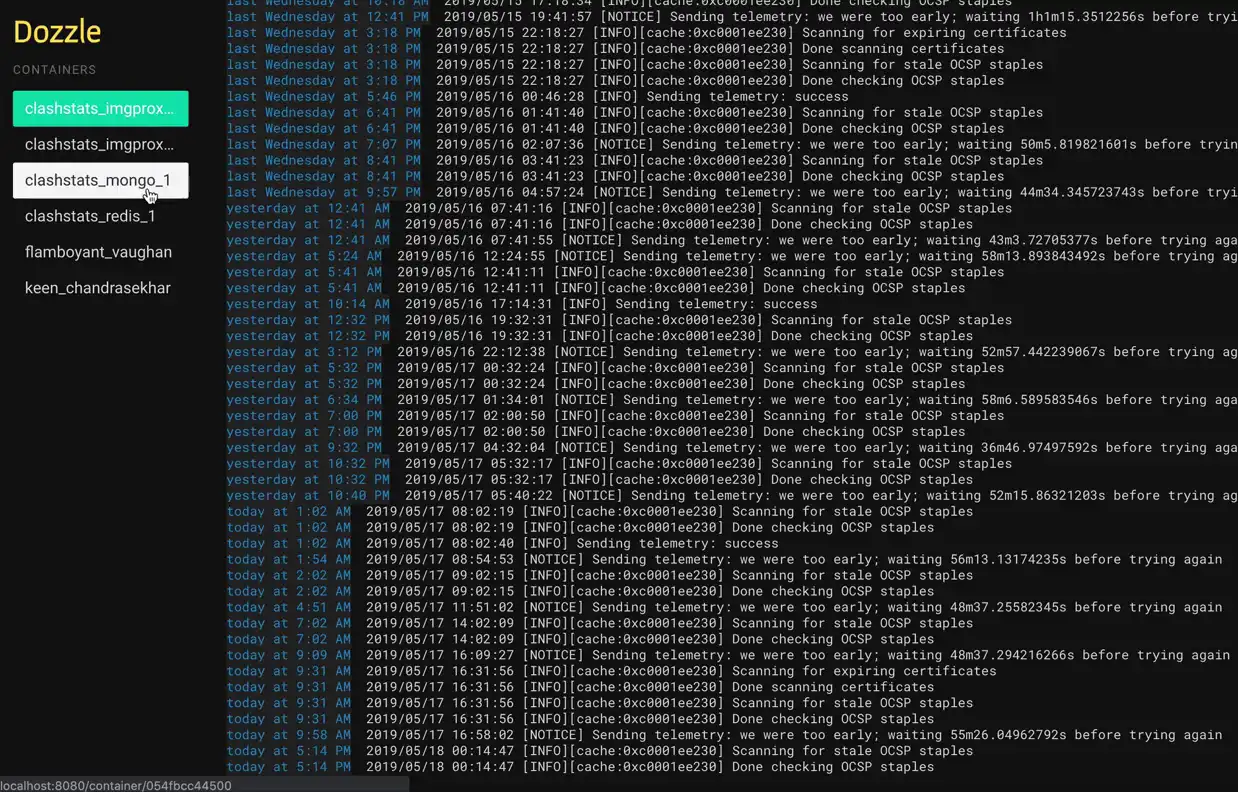 Dozzle
CONTAINERS
clashstats_imgprox...
clashstats_imgprox...
clashstats_mongo_1
clashstats_redis_1
flamboyant_vaughan
keen_chandrasekhar
last Wednesday at 10:18 AM 2019/05/15 17:18:34 [INFO][cache:0xc0001ee230] Done checking OCSP staples
last Wednesday at 12:41 PM 2019/05/15 19:41:57 [NOTICE] Sending telemetry: we were too early; waiting 1h1m15.3512256s before tryi
last Wednesday at 3:18 PM 2019/05/15 22:18:27 [INFO][cache:0xc0001ee230] Scanning for expiring certificates
last Wednesday at 3:18 PM 2019/05/15 22:18:27 [INFO][cache:0xc0001ee230] Done scanning certificates
last Wednesday at 3:18 PM 2019/05/15 22:18:27 [INFO][cache:0xc0001ee230] Scanning for stale OCSP staples
last Wednesday at 3:18 PM 2019/05/15 22:18:27 [INFO][cache:0xc0001ee230] Done checking OCSP staples
last Wednesday at 5:46 PM 2019/05/16 00:46:28 [INFO] Sending telemetry: success
last Wednesday at 6:41 PM 2019/05/16 01:41:40 [INFO][cache:0xc0001ee230] Scanning for stale OCSP staples
last Wednesday at 6:41 PM 2019/05/16 01:41:40 [INFO][cache:0xc0001ee230] Done checking OCSP staples
last Wednesday at 7:07 PM 2019/05/16 02:07:36 [NOTICE] Sending telemetry: we were too early; waiting 50m5.819821601s before tryin
last Wednesday at 8:41 PM 2019/05/16 03:41:23 [INFO][cache:0xc0001ee230] Scanning for stale OCSP staples
last Wednesday at 8:41 PM 2019/05/16 03:41:23 [INFO][cache:0xc0001ee230] Done checking OCSP staples
last Wednesday at 9:57 PM 2019/05/16 04:57:24 [NOTICE] Sending telemetry: we were too early; waiting 44m34.345723743s before tryi
yesterday at 12:41 AM 2019/05/16 07:41:16 [INFO][cache:0xc0001ee230] Scanning for stale OCSP staples
yesterday at 12:41 AM 2019/05/16 07:41:16 [INFO][cache:0xc0001ee230] Done checking OCSP staples
yesterday at 12:41 AM 2019/05/16 07:41:55 [NOTICE] Sending telemetry: we were too early; waiting 43m3.72705377s before trying aga
yesterday at 5:24 AM 2019/05/16 12:24:55 [NOTICE] Sending telemetry: we were too early; waiting 58m13.893843492s before trying ag
yesterday at 5:41 AM 2019/05/16 12:41:11 [INFO][cache:0xc0001ee230] Scanning for stale OCSP staples
yesterday at 5:41 AM 2019/05/16 12:41:11 [INFO][cache:0xc0001ee230] Done checking OCSP staples
yesterday at 10:14 AM 2019/05/16 17:14:31 [INFO] Sending telemetry: success
yesterday at 12:32 PM 2019/05/16 19:32:31 [INFO][cache:0xc0001ee230] Scanning for stale OCSP staples
yesterday at 12:32 PM 2019/05/16 19:32:31 [INFO][cache:0xc0001ee230] Done checking OCSP staples
yesterday at 3:12 PM 2019/05/16 22:12:38 [NOTICE] Sending telemetry: we were too early; waiting 52m57.442239067s before trying ag
yesterday at 5:32 PM 2019/05/17 00:32:24 [INFO][cache:0xc0001ee230] Scanning for stale OCSP staples
yesterday at 5:32 PM 2019/05/17 00:32:24 [INFO][cache:0xc0001ee230] Done checking OCSP staples
yesterday at 6:34 PM 2019/05/17 01:34:01 [NOTICE] Sending telemetry: we were too early; waiting 58m6.589583546s before trying aga
yesterday at 7:00 PM 2019/05/17 02:00:50 [INFO][cache:0xc0001ee230] Scanning for stale OCSP staples
yesterday at 7:00 PM 2019/05/17 02:00:50 [INFO][cache:0xc0001ee230] Done checking OCSP staples
yesterday at 9:32 PM 2019/05/17 04:32:04 [NOTICE] Sending telemetry: we were too early; waiting 36m46.97497592s before trying aga
yesterday at 10:32 PM 2019/05/17 05:32:17 [INFO][cache:0xc0001ee230] Scanning for stale OCSP staples
yesterday at 10:32 PM 2019/05/17 05:32:17 [INFO][cache:0xc0001ee230] Done checking OCSP staples
yesterday at 10:40 PM 2019/05/17 05:40:22 [NOTICE] Sending telemetry: we were too early; waiting 52m15.86321203s before trying ag
today at 1:02 AM 2019/05/17 08:02:19 [INFO][cache:0xc0001ee230] Scanning for stale OCSP staples
today at 1:02 AM 2019/05/17 08:02:19 [INFO][cache:0xc0001ee230] Done checking OCSP staples
today at 1:02 AM 2019/05/17 08:02:40 [INFO] Sending telemetry: success
today at 1:54 AM 2019/05/17 08:54:53 [NOTICE] Sending telemetry: we were too early; waiting 56m13.13174235s before trying again
today at 2:02 AM 2019/05/17 09:02:15 [INFO][cache:0xc0001ee230] Scanning for stale OCSP staples
today at 2:02 AM 2019/05/17 09:02:15 [INFO][cache:0xc0001ee230] Done checking OCSP staples
today at 4:51 AM 2019/05/17 11:51:02 [NOTICE] Sending telemetry: we were too early; waiting 48m37.25582345s before trying again
today at 7:02 AM 2019/05/17 14:02:09 [INFO][cache:0xc0001ee230] Scanning for stale OCSP staples
today at 7:02 AM 2019/05/17 14:02:09 [INFO][cache:0xc0001ee230] Done checking OCSP staples
today at 9:09 AM 2019/05/17 16:09:27 [NOTICE] Sending telemetry: we were too early; waiting 48m37.294216266s before trying again
today at 9:31 AM 2019/05/17 16:31:56 [INFO][cache:0xc0001ee230] Scanning for expiring certificates
today at 9:31 AM 2019/05/17 16:31:56 [INFO][cache:0xc0001ee230] Done scanning certificates
today at 9:31 AM 2019/05/17 16:31:56 [INFO][cache:0xc0001ee230] Scanning for stale OCSP staples
today at 9:31 AM 2019/05/17 16:31:56 [INFO][cache:0xc0001ee230] Done checking OCSP staples
today at 9:58 AM 2019/05/17 16:58:02 [NOTICE] Sending telemetry: we were too early; waiting 55m26.04962792s before trying again
today at 5:14 PM 2019/05/18 00:14:47 [INFO][cache:0xc0001ee230] Scanning for stale OCSP staples
today at 5:14 PM 2019/05/18 00:14:47 [INFO][cache:0xc0001ee230] Done checking OCSP staples
localhost:8080/container/054fbcc44500